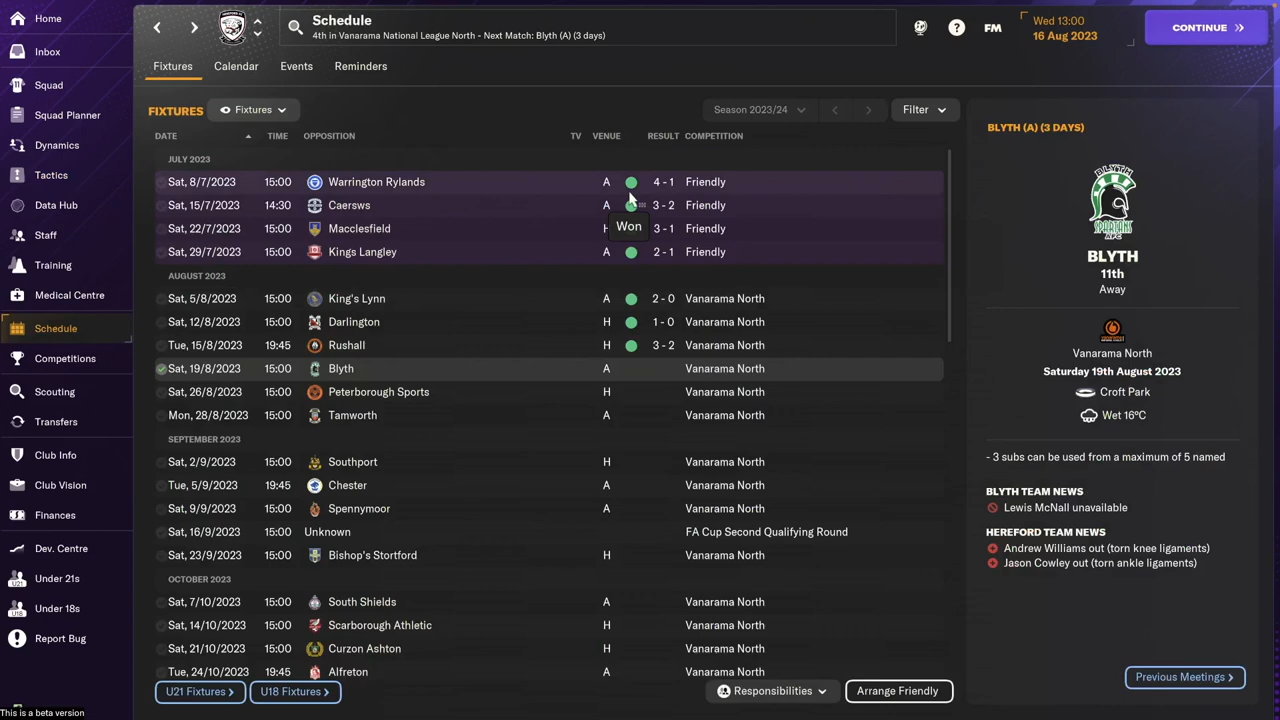 Home
Inbox
Squad
Squad Planner
Dynamics
Tactics
Data Hub
Staff
Training
Medical Centre
Schedule
Competitions
Scouting
Transfers
Club Info
Club Vision
Finances
Dev. Centre
U21 Under 21s
U18 Under 18s
Report Bug
This is a beta version
Schedule
4th in Vanarama National League North - Next Match: Blyth (A) (3 days)
? FM
Wed 13:00
16 Aug 2023
CONTINUE
Fixtures Calendar Events Reminders
FIXTURES Fixtures Season 2023/24 Filter
DATE TIME OPPOSITION TV VENUE RESULT COMPETITION
JULY 2023
Sat, 8/7/2023 15:00 Warrington Rylands A 4 - 1 Friendly
Sat, 15/7/2023 14:30 Caersws A 3 - 2 Friendly
Sat, 22/7/2023 15:00 Macclesfield H 3 - 1 Friendly
Won
Sat, 29/7/2023 15:00 Kings Langley A 2 - 1 Friendly
AUGUST 2023
Sat, 5/8/2023 15:00 King's Lynn A 2 - 0 Vanarama North
Sat, 12/8/2023 15:00 Darlington H 1 - 0 Vanarama North
Tue, 15/8/2023 19:45 Rushall H 3 - 2 Vanarama North
Sat, 19/8/2023 15:00 Blyth A Vanarama North
Sat, 26/8/2023 15:00 Peterborough Sports H Vanarama North
Mon, 28/8/2023 15:00 Tamworth A Vanarama North
SEPTEMBER 2023
Sat, 2/9/2023 15:00 Southport H Vanarama North
Tue, 5/9/2023 19:45 Chester A Vanarama North
Sat, 9/9/2023 15:00 Spennymoor A Vanarama North
Sat, 16/9/2023 15:00 Unknown FA Cup Second Qualifying Round
Sat, 23/9/2023 15:00 Bishop's Stortford H Vanarama North
OCTOBER 2023
Sat, 7/10/2023 15:00 South Shields A Vanarama North
Sat, 14/10/2023 15:00 Scarborough Athletic H Vanarama North
Sat, 21/10/2023 15:00 Curzon Ashton H Vanarama North
Tue, 24/10/2023 19:45 Alfreton A Vanarama North
U21 Fixtures U18 Fixtures Responsibilities Arrange Friendly
BLYTH (A) (3 DAYS)
BLYTH
SPARTANS
AFC
BLYTH
11th
Away
Vanarama North
Saturday 19th August 2023
Croft Park
Wet 16°C
- 3 subs can be used from a maximum of 5 named
BLYTH TEAM NEWS
Lewis McNall unavailable
HEREFORD TEAM NEWS
Andrew Williams out (torn knee ligaments)
Jason Cowley out (torn ankle ligaments)
Previous Meetings